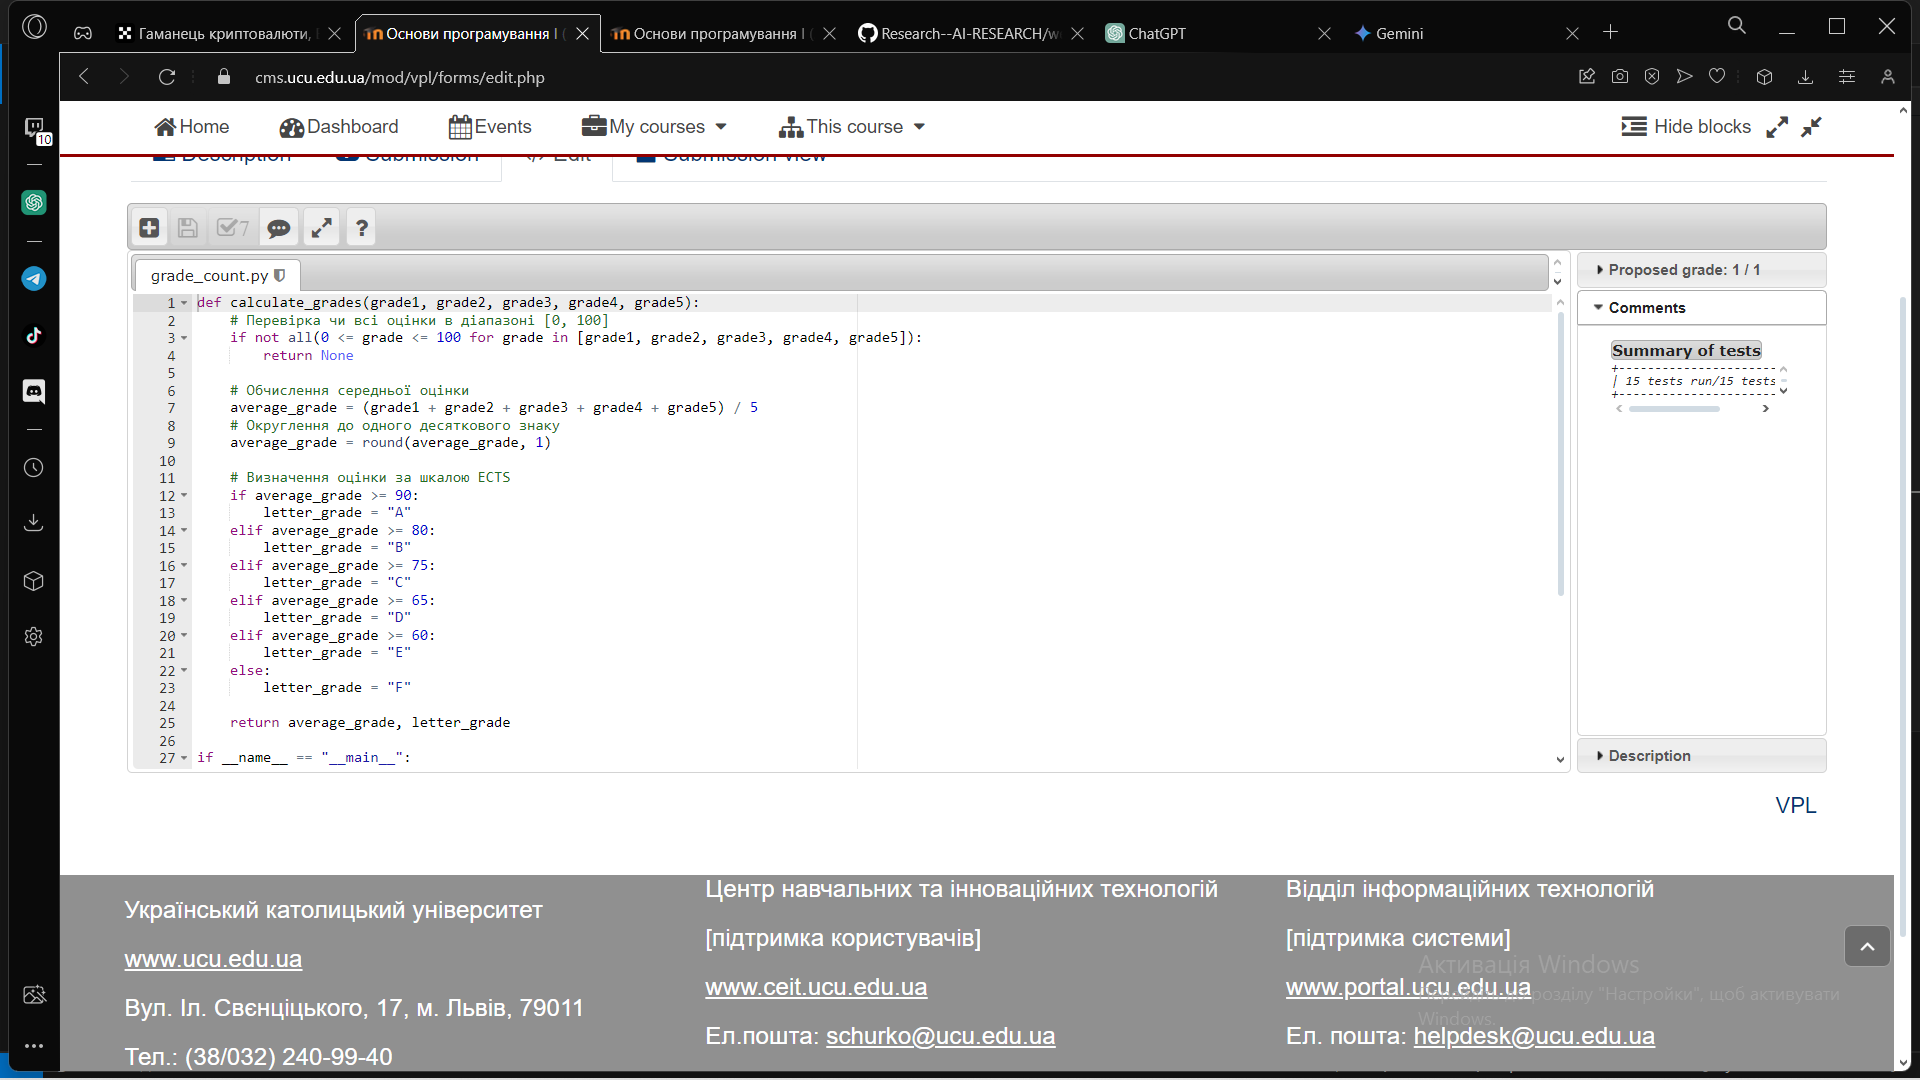 Гаманець криптовалюти,
Основи програмування І (
Основи програмування І (
Research--AI-RESEARCH/w
ChatGPT
Gemini
cms.ucu.edu.ua/mod/vpl/forms/edit.php
10
Home
Dashboard
Events
My courses
This course
Hide blocks
Description
Submission
</> Edit
Submission view
7
?
grade_count.py
1 def calculate_grades(grade1, grade2, grade3, grade4, grade5):
2 # Перевірка чи всі оцінки в діапазоні [0, 100]
3 if not all(0 <= grade <= 100 for grade in [grade1, grade2, grade3, grade4, grade5]):
4 return None
5
6 # Обчислення середньої оцінки
7 average_grade = (grade1 + grade2 + grade3 + grade4 + grade5) / 5
8 # Округлення до одного десяткового знаку
9 average_grade = round(average_grade, 1)
10
11 # Визначення оцінки за шкалою ECTS
12 if average_grade >= 90:
13 letter_grade = "A"
14 elif average_grade >= 80:
15 letter_grade = "B"
16 elif average_grade >= 75:
17 letter_grade = "C"
18 elif average_grade >= 65:
19 letter_grade = "D"
20 elif average_grade >= 60:
21 letter_grade = "E"
22 else:
23 letter_grade = "F"
24
25 return average_grade, letter_grade
26
27 if __name__ == "__main__":
Proposed grade: 1 / 1
Comments
Summary of tests
+----------------------
| 15 tests run/15 tests
+----------------------
Description
VPL
Український католицький університет
www.ucu.edu.ua
Вул. Іл. Свєнціцького, 17, м. Львів, 79011
Тел.: (38/032) 240-99-40
Центр навчальних та інноваційних технологій
[підтримка користувачів]
www.ceit.ucu.edu.ua
Ел.пошта: schurko@ucu.edu.ua
Відділ інформаційних технологій
[підтримка системи]
www.portal.ucu.edu.ua
Ел. пошта: helpdesk@ucu.edu.ua
Активація Windows
розділу "Настройки", щоб активувати
Windows.